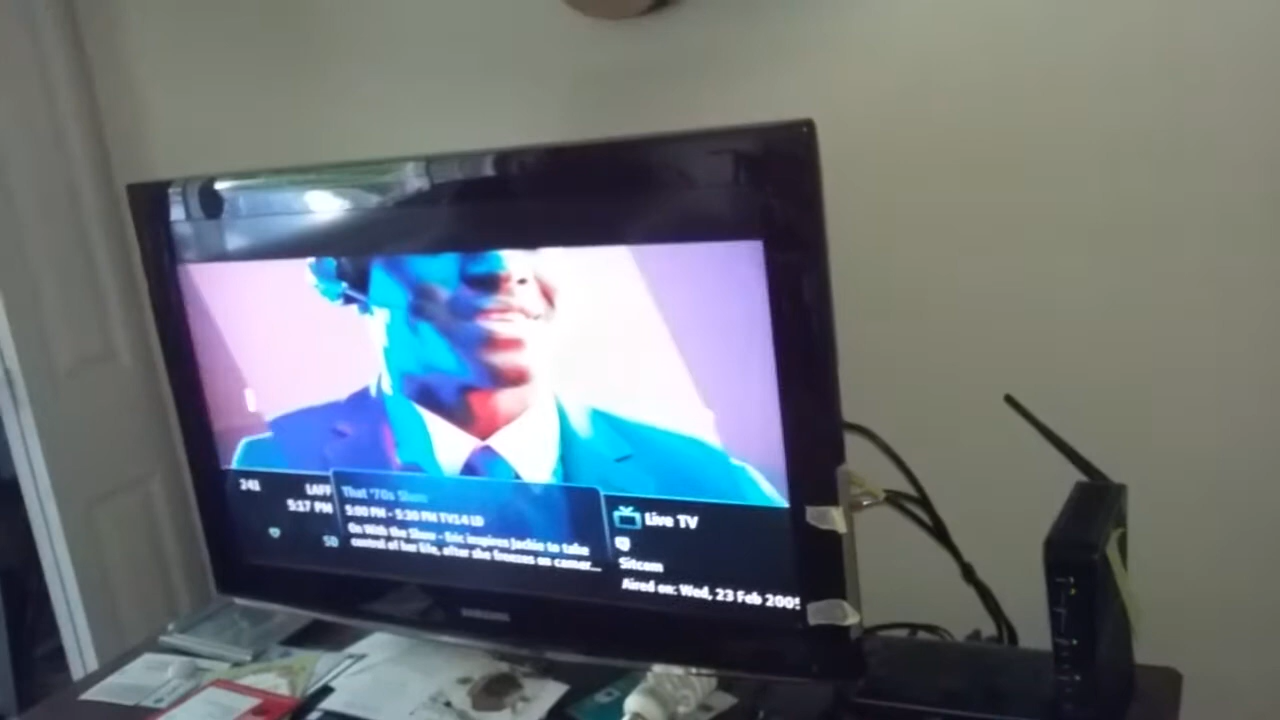 241 LAFF
5:17 PM
SD
That '70s Show
5:00 PM - 5:30 PM TV14 LD
On With the Show - Eric inspires Jackie to take
control of her life, after she freezes on camer...
Live TV
Sitcom
Aired on: Wed, 23 Feb 2005
SAMSUNG